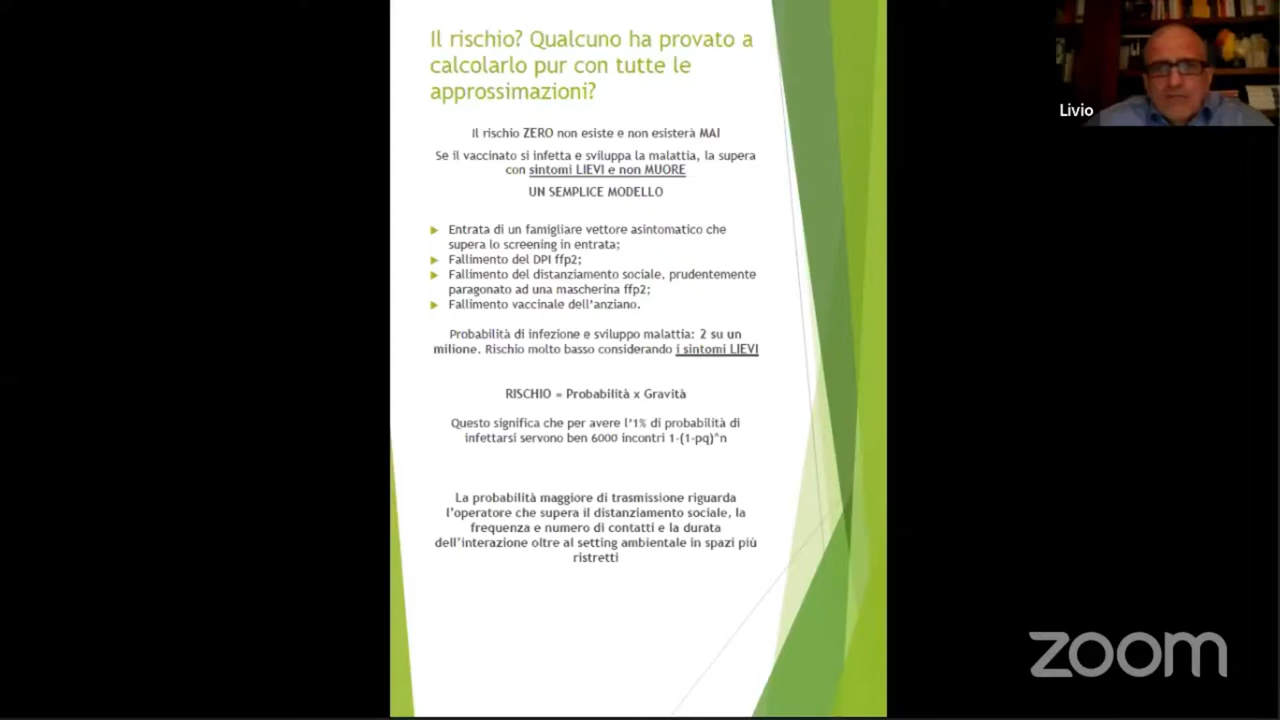 Il rischio? Qualcuno ha provato a
calcolarlo pur con tutte le
approssimazioni?
Il rischio ZERO non esiste e non esisterà MAI
Se il vaccinato si infetta e sviluppa la malattia, la supera
con sintomi LIEVI e non MUORE
UN SEMPLICE MODELLO
Entrata di un famigliare vettore asintomatico che
supera lo screening in entrata;
Fallimento del DPI ffp2;
Fallimento del distanziamento sociale, prudentemente
paragonato ad una mascherina ffp2;
Fallimento vaccinale dell'anziano.
Probabilità di infezione e sviluppo malattia: 2 su un
milione. Rischio molto basso considerando i sintomi LIEVI
RISCHIO = Probabilità x Gravità
Questo significa che per avere l'1% di probabilità di
infettarsi servono ben 6000 incontri 1-(1-pq)^n
La probabilità maggiore di trasmissione riguarda
l'operatore che supera il distanziamento sociale, la
frequenza e numero di contatti e la durata
dell'interazione oltre al setting ambientale in spazi più
ristretti
Livio
zoom